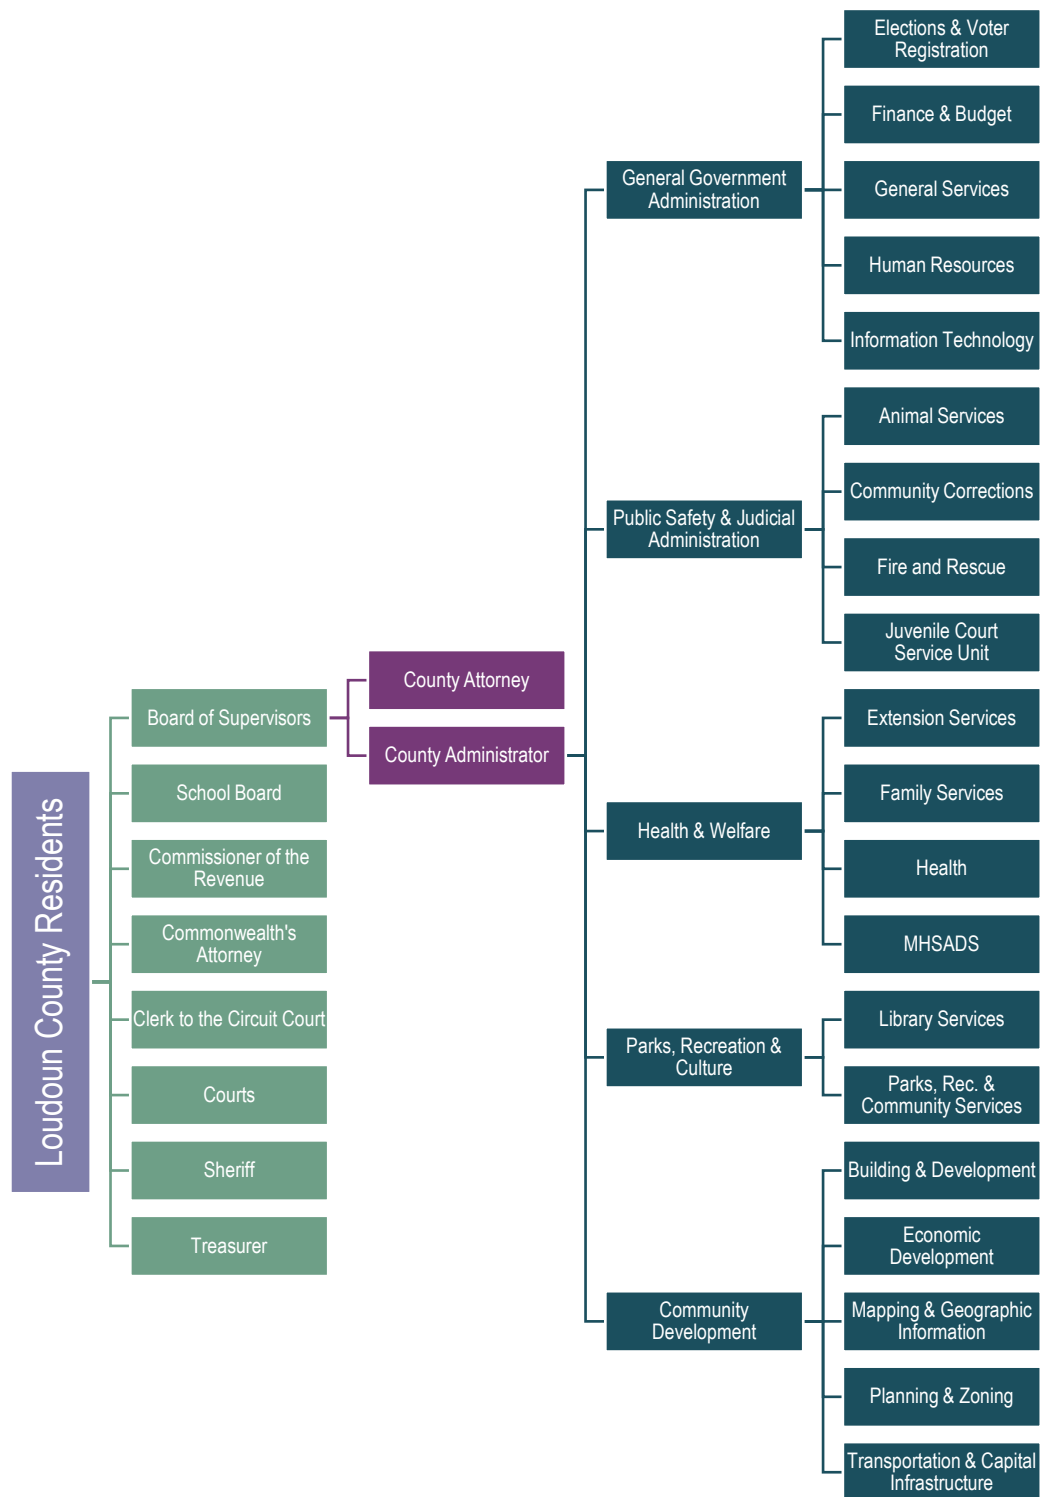 Loudoun County Residents
Board of Supervisors
School Board
Commissioner of the
Revenue
Commonwealth's
Attorney
Clerk to the Circuit Court
Courts
Sheriff
Treasurer
County Attorney
County Administrator
General Government
Administration
Elections & Voter
Registration
Finance & Budget
General Services
Human Resources
Information Technology
Public Safety & Judicial
Administration
Animal Services
Community Corrections
Fire and Rescue
Juvenile Court
Service Unit
Health & Welfare
Extension Services
Family Services
Health
MHSADS
Parks, Recreation &
Culture
Library Services
Parks, Rec. &
Community Services
Community
Development
Building & Development
Economic
Development
Mapping & Geographic
Information
Planning & Zoning
Transportation & Capital
Infrastructure